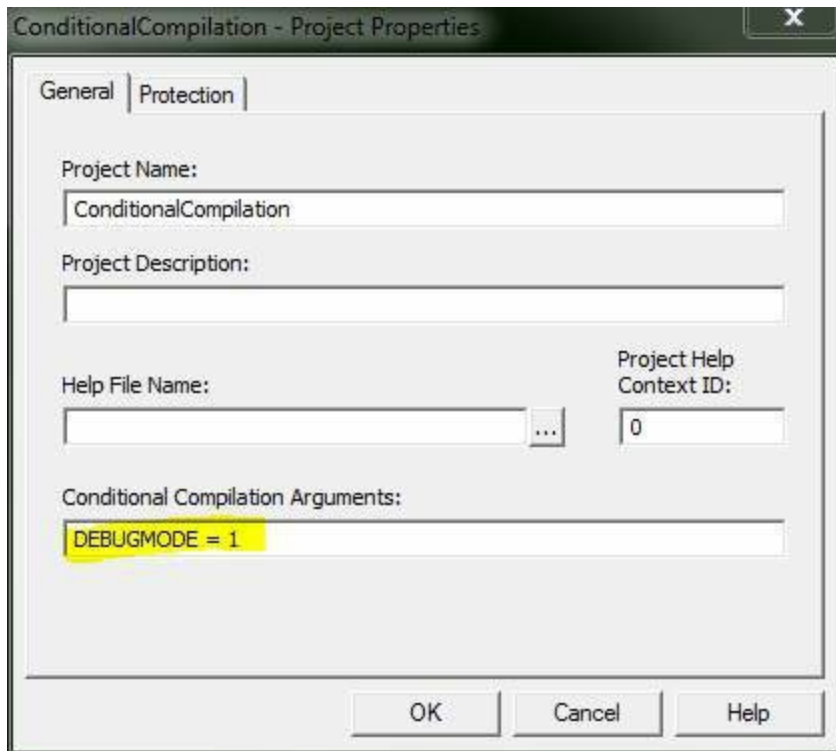 ConditionalCompilation - Project Properties
X
General Protection
Project Name:
ConditionalCompilation
Project Description:
Project Help
Help File Name: Context ID:
... 0
Conditional Compilation Arguments:
DEBUGMODE = 1
OK Cancel Help